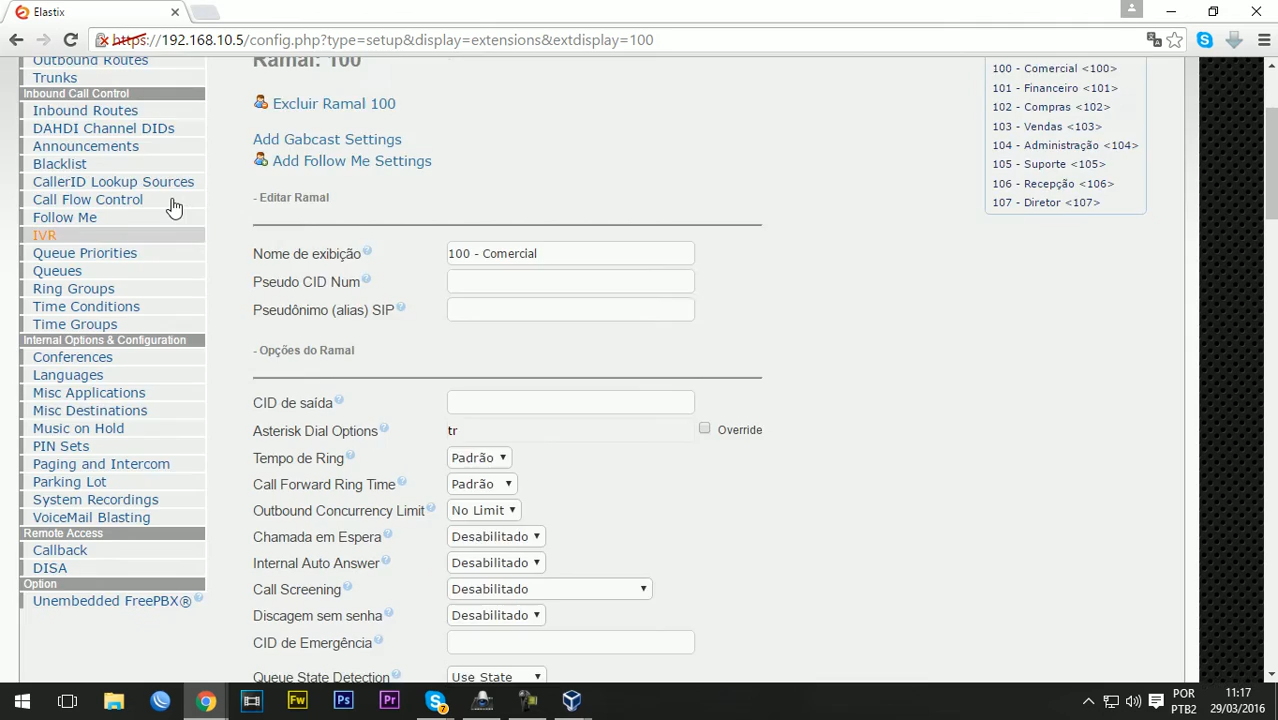 Elastix
https://192.168.10.5/config.php?type=setup&display=extensions&extdisplay=100
Outbound Routes
Trunks
Inbound Call Control
Inbound Routes
DAHDI Channel DIDs
Announcements
Blacklist
CallerID Lookup Sources
Call Flow Control
Follow Me
IVR
Queue Priorities
Queues
Ring Groups
Time Conditions
Time Groups
Internal Options & Configuration
Conferences
Languages
Misc Applications
Misc Destinations
Music on Hold
PIN Sets
Paging and Intercom
Parking Lot
System Recordings
VoiceMail Blasting
Remote Access
Callback
DISA
Option
Unembedded FreePBX®
Ramal: 100
Excluir Ramal 100
Add Gabcast Settings
Add Follow Me Settings
- Editar Ramal
Nome de exibição 100 - Comercial
Pseudo CID Num
Pseudônimo (alias) SIP
- Opções do Ramal
CID de saída
Asterisk Dial Options tr Override
Tempo de Ring Padrão
Call Forward Ring Time Padrão
Outbound Concurrency Limit No Limit
Chamada em Espera Desabilitado
Internal Auto Answer Desabilitado
Call Screening Desabilitado
Discagem sem senha Desabilitado
CID de Emergência
Queue State Detection Use State
100 - Comercial <100>
101 - Financeiro <101>
102 - Compras <102>
103 - Vendas <103>
104 - Administração <104>
105 - Suporte <105>
106 - Recepção <106>
107 - Diretor <107>
Fw
Ps
Pr
7
POR
PTB2
11:17
29/03/2016